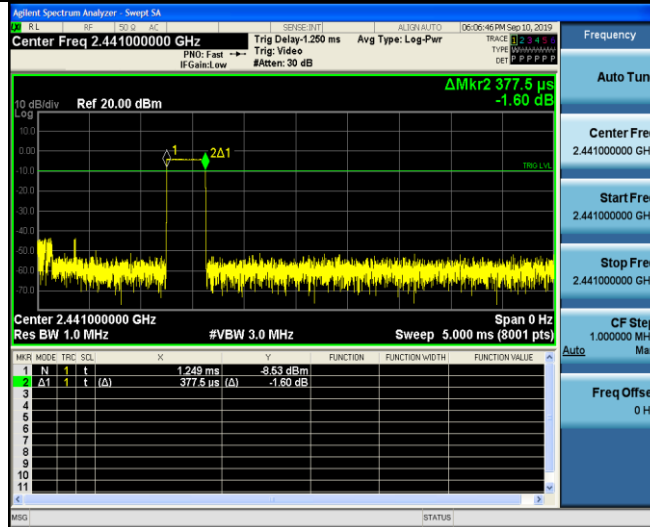 Agilent Spectrum Analyzer - Swept SA
RL RF 50 Ω AC SENSE:INT ALIGN AUTO 06:06:46 PM Sep 10, 2019
Center Freq 2.441000000 GHz
PNO: Fast
IFGain:Low
Trig Delay-1.250 ms
Trig: Video
#Atten: 30 dB
Avg Type: Log-Pwr
TRACE 1 2 3 4 5 6
TYPE
DET P P P P P P
ΔMkr2 377.5 µs
-1.60 dB
10 dB/div Ref 20.00 dBm
Log
10.0
0.00
-10.0
-20.0
-30.0
-40.0
-50.0
-60.0
-70.0
1
2Δ1
TRIG LVL
Center 2.441000000 GHz Span 0 Hz
Res BW 1.0 MHz #VBW 3.0 MHz Sweep 5.000 ms (8001 pts)
MKR MODE TRC SCL X Y FUNCTION FUNCTION WIDTH FUNCTION VALUE
1 N 1 t 1.249 ms -8.53 dBm
2 Δ1 1 t (Δ) 377.5 µs (Δ) -1.60 dB
3
4
5
6
7
8
9
10
11
MSG STATUS
Frequency
Auto Tun
Center Fre
2.441000000 GH
Start Fre
2.441000000 GH
Stop Fre
2.441000000 GH
CF Ste
1.000000 MH
Auto Ma
Freq Offse
0 H